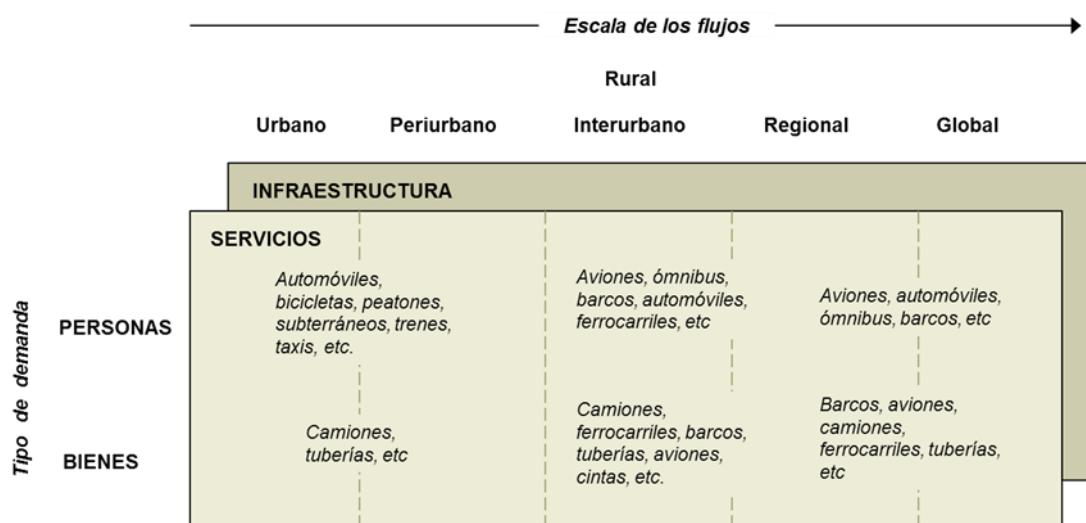 Escala de los flujos
Rural
Urbano Periurbano Interurbano Regional Global
INFRAESTRUCTURA
SERVICIOS
Tipo de demanda
PERSONAS
Automóviles,
bicicletas, peatones,
subterráneos, trenes,
taxis, etc.
Aviones, ómnibus,
barcos, automóviles,
ferrocarriles, etc
Aviones, automóviles,
ómnibus, barcos, etc
BIENES
Camiones,
tuberías, etc
Camiones,
ferrocarriles, barcos,
tuberías, aviones,
cintas, etc.
Barcos, aviones,
camiones,
ferrocarriles, tuberías,
etc